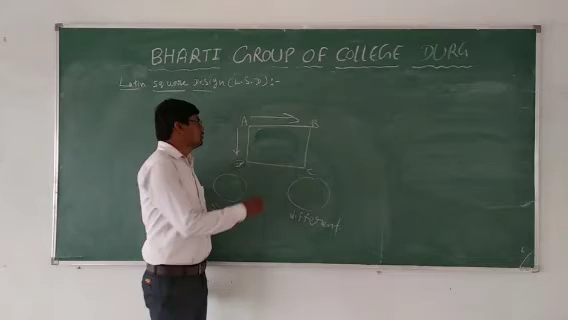 BHARTI GROUP OF COLLEGE DURG
Latin square design (L.S.D) :-
A B
D C
different